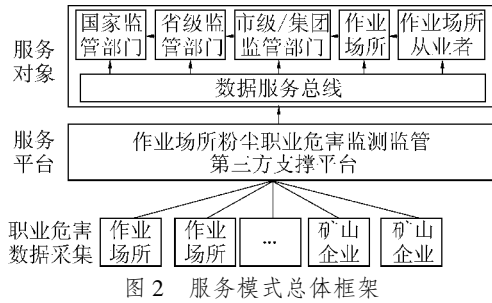 服务
对象
国家监
管部门
省级监
管部门
市级/集团
监管部门
作业
场所
作业场所
从业者
数据服务总线
服务
平台
作业场所粉尘职业危害监测监管
第三方支撑平台
职业危害
数据采集
作业
场所
作业
场所
...
矿山
企业
矿山
企业
图2 服务模式总体框架